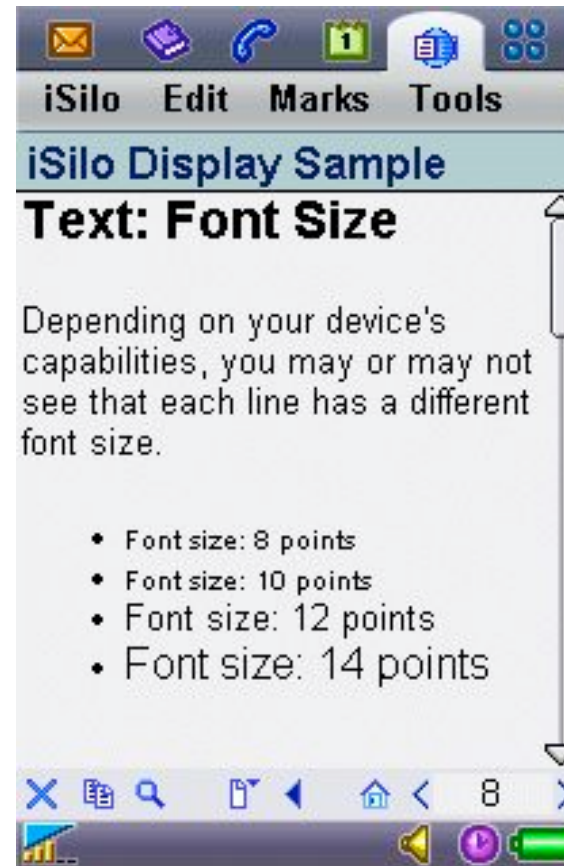 1
iSilo Edit Marks Tools
iSilo Display Sample
Text: Font Size
Depending on your device's
capabilities, you may or may not
see that each line has a different
font size.
• Font size: 8 points
• Font size: 10 points
• Font size: 12 points
• Font size: 14 points
8